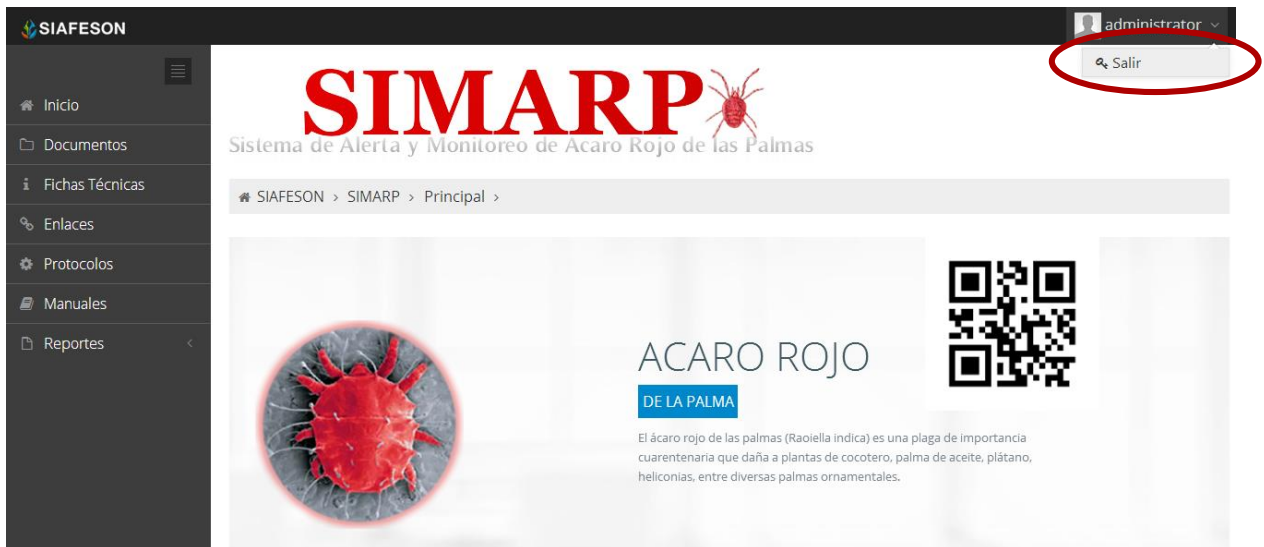 SIAFESON
administrator
Salir
Inicio
Documentos
Fichas Técnicas
Enlaces
Protocolos
Manuales
Reportes
SIMARP
Sistema de Alerta y Monitoreo de Acaro Rojo de las Palmas
SIAFESON > SIMARP > Principal >
ACARO ROJO
DE LA PALMA
El ácaro rojo de las palmas (Raoiella indica) es una plaga de importancia
cuarentenaria que daña a plantas de cocotero, palma de aceite, plátano,
heliconias, entre diversas palmas ornamentales.